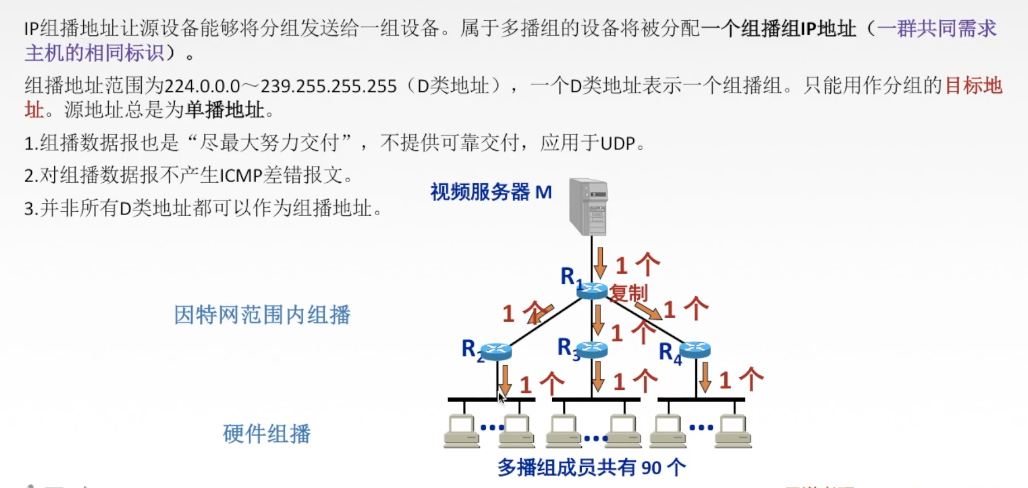 IP组播地址让源设备能够将分组发送给一组设备。属于多播组的设备将被分配一个组播组IP地址（一群共同需求
主机的相同标识）。
组播地址范围为224.0.0.0～239.255.255.255（D类地址），一个D类地址表示一个组播组。只能用作分组的目标地
址。源地址总是为单播地址。
1.组播数据报也是“尽最大努力交付”，不提供可靠交付，应用于UDP。
2.对组播数据报不产生ICMP差错报文。
3.并非所有D类地址都可以作为组播地址。
视频服务器 M
1 个
R1
复制
因特网范围内组播
1 个
1 个
1 个
R2
R3
R4
1 个
1 个
1 个
硬件组播
多播组成员共有 90 个